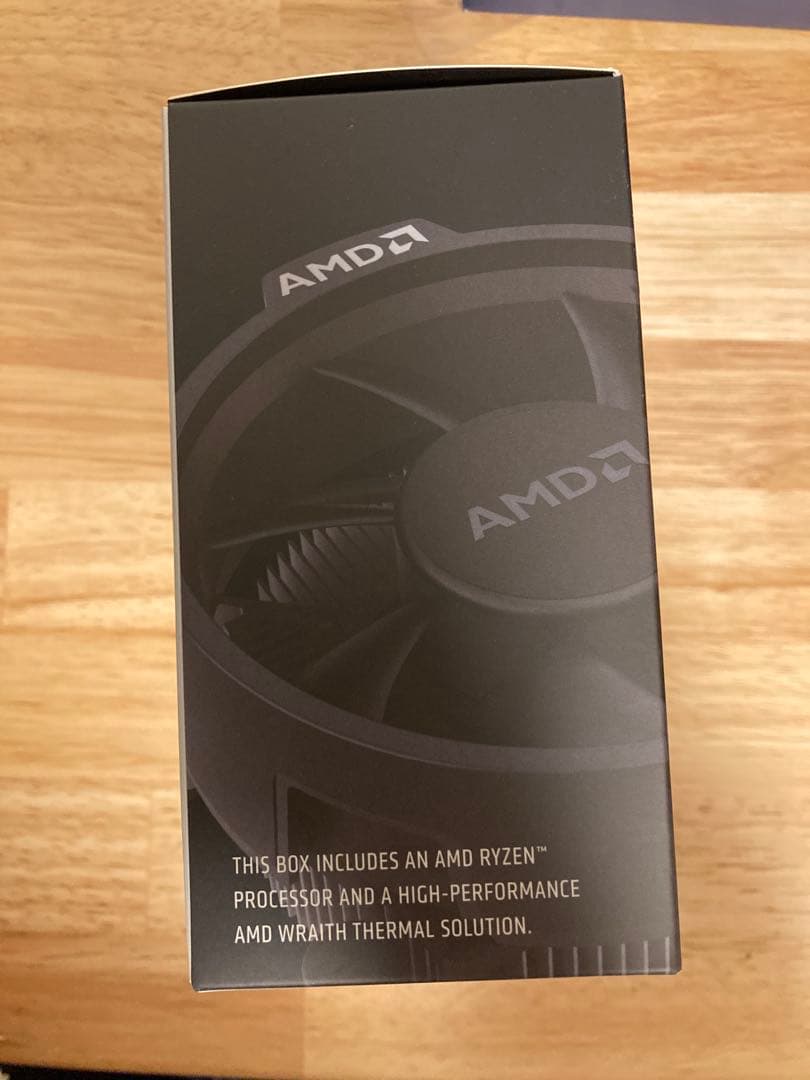 AMD
AMD
THIS BOX INCLUDES AN AMD RYZEN™
PROCESSOR AND A HIGH-PERFORMANCE
AMD WRAITH THERMAL SOLUTION.